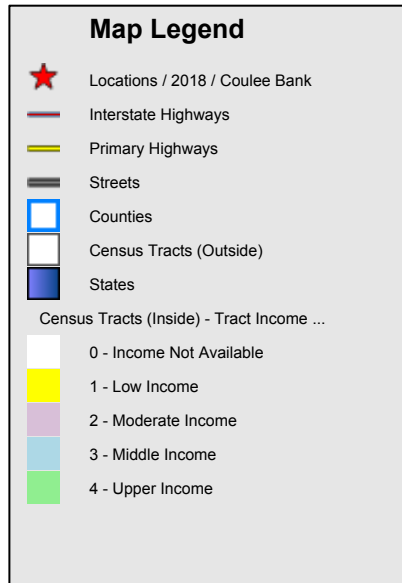 Map Legend
Locations / 2018 / Coulee Bank
Interstate Highways
Primary Highways
Streets
Counties
Census Tracts (Outside)
States
Census Tracts (Inside) - Tract Income ...
0 - Income Not Available
1 - Low Income
2 - Moderate Income
3 - Middle Income
4 - Upper Income